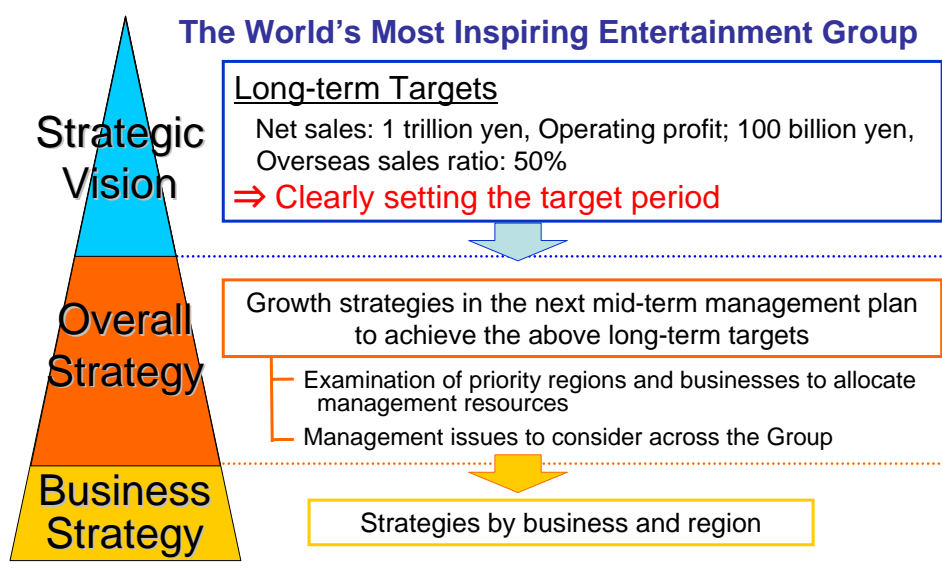 The World's Most Inspiring Entertainment Group
Strategic
Vision
Long-term Targets
Net sales: 1 trillion yen, Operating profit; 100 billion yen,
Overseas sales ratio: 50%
⇒ Clearly setting the target period
Overall
Strategy
Growth strategies in the next mid-term management plan
to achieve the above long-term targets
Examination of priority regions and businesses to allocate
management resources
Management issues to consider across the Group
Business
Strategy
Strategies by business and region